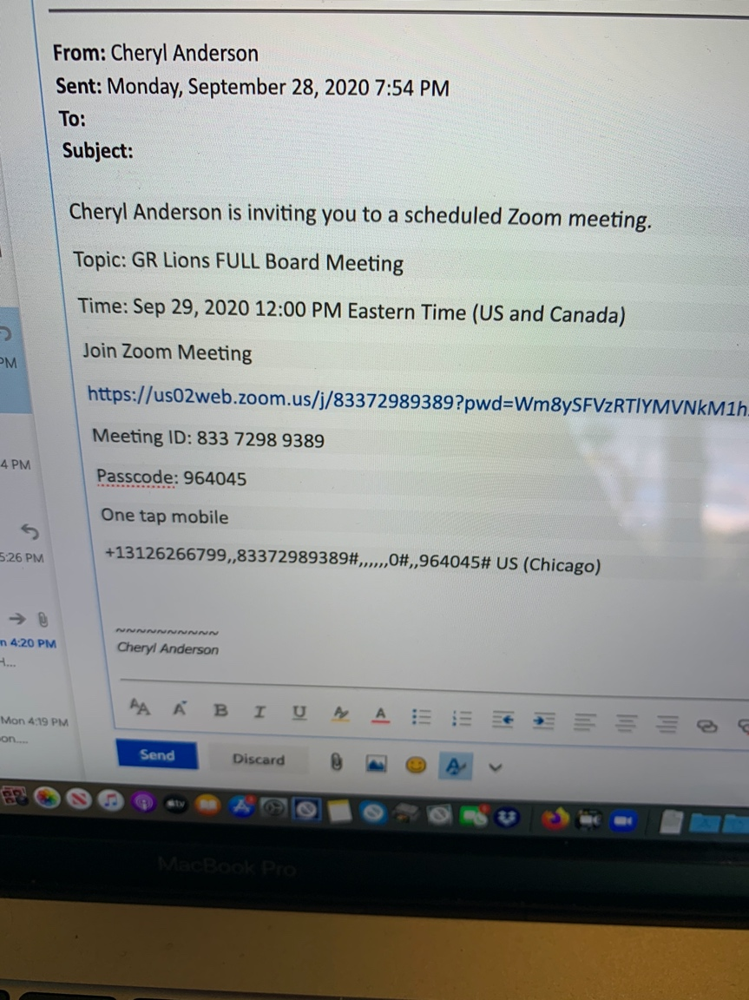 From: Cheryl Anderson
Sent: Monday, September 28, 2020 7:54 PM
To:
Subject:
Cheryl Anderson is inviting you to a scheduled Zoom meeting.
Topic: GR Lions FULL Board Meeting
Time: Sep 29, 2020 12:00 PM Eastern Time (US and Canada)
Join Zoom Meeting
https://us02web.zoom.us/j/83372989389?pwd=Wm8ySFVzRTlYMVNkM1h
PM
Meeting ID: 833 7298 9389
4 PM
Passcode: 964045
One tap mobile
5:26 PM
+13126266799,,83372989389#,,,,,,0#,,964045# US (Chicago)
n 4:20 PM
H...
~~~~~~~~~~
Cheryl Anderson
Mon 4:19 PM
on....
B I U A
Send Discard
tv
MacBook Pro